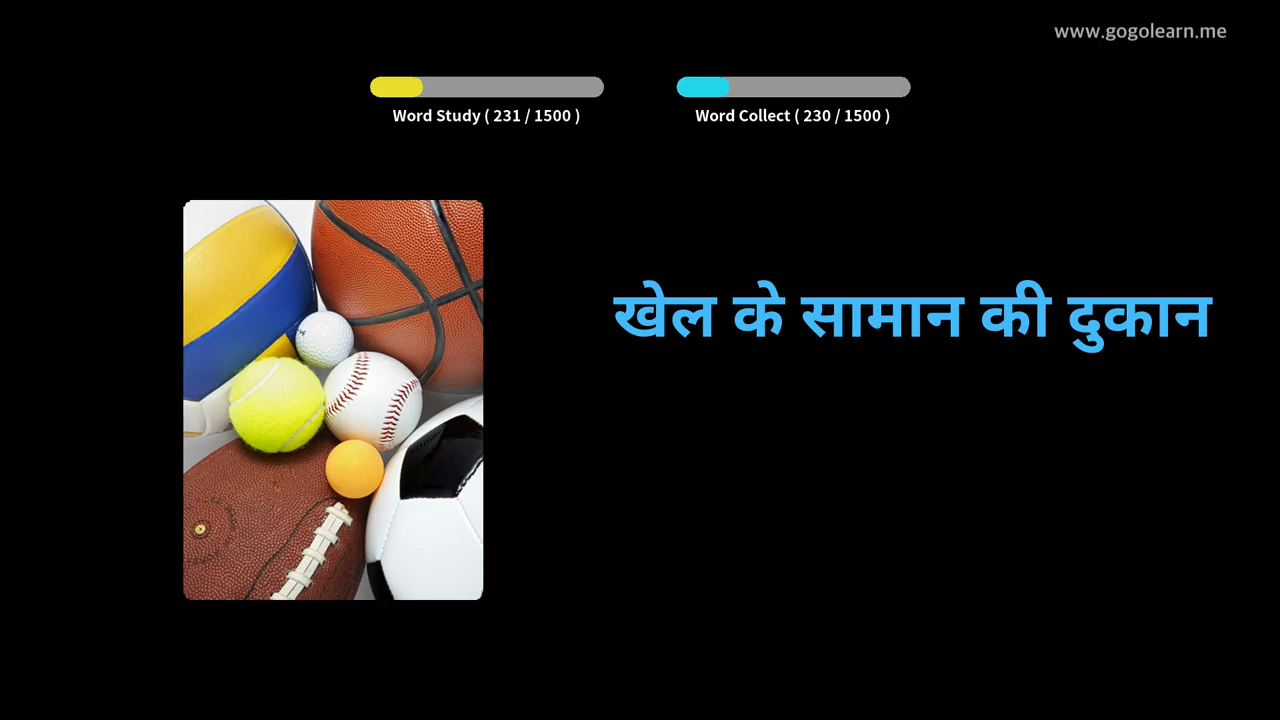 www.gogolearn.me
Word Study ( 231 / 1500 )
Word Collect ( 230 / 1500 )
खेल के सामान की दुकान